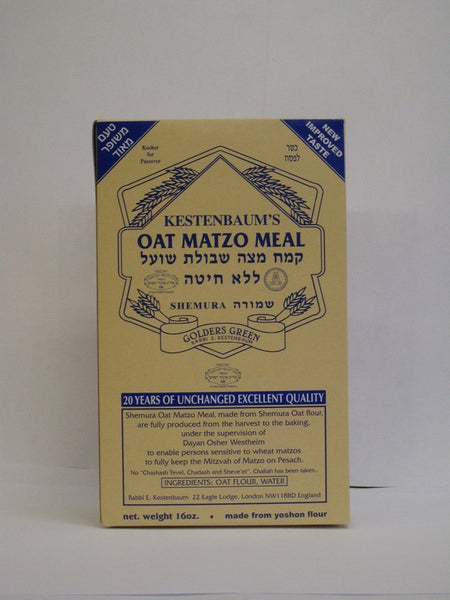 טעם
משופר
מאוד
NEW
IMPROVED
TASTE
Kosher
for
Passover
כשר
לפסח
KESTENBAUM'S
OAT MATZO MEAL
קמח מצה שבולת שועל
ללא חיטה
SHEMURA שמורה
GOLDERS GREEN
RABBI E. KESTENBAUM
20 YEARS OF UNCHANGED EXCELLENT QUALITY
Shemura Oat Matzo Meal, made from Shemura Oat flour,
are fully produced from the harvest to the baking,
under the supervision of
Dayan Osher Westheim
to enable persons sensitive to wheat matzos
to fully keep the Mitzvah of Matzo on Pesach.
No "Chashash Tevel, Chadash and Sheve'et". Challah has been taken..
INGREDIENTS: OAT FLOUR, WATER
Rabbi E. Kestenbaum 22 Eagle Lodge, London NW118BD England
net. weight 16oz. • made from yoshon flour